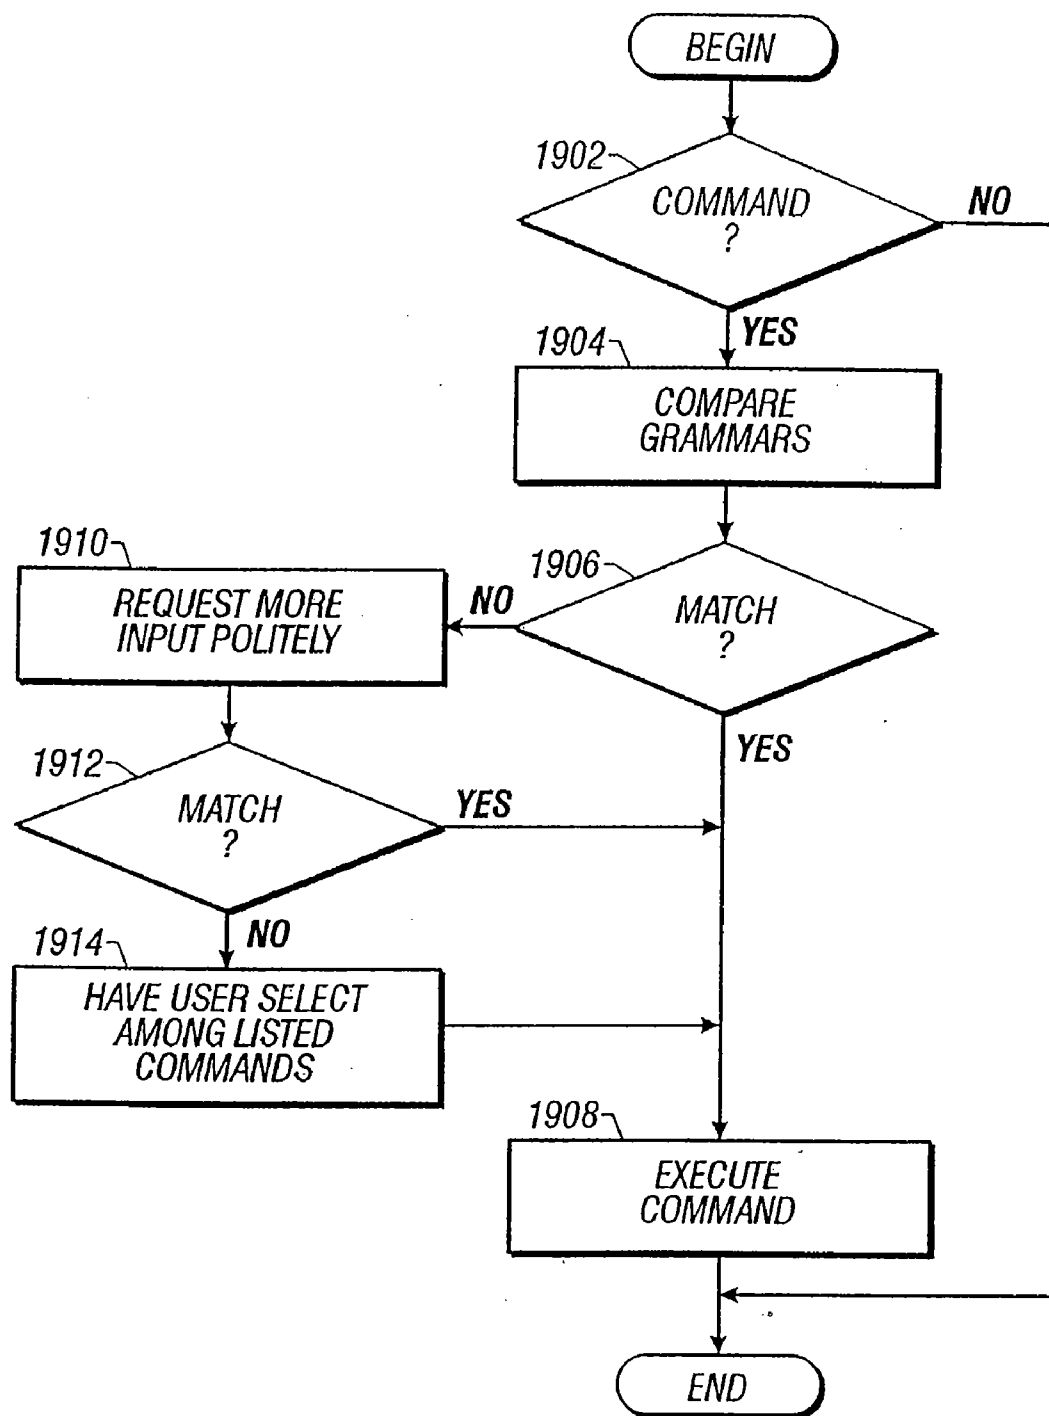 BEGIN
1902
COMMAND
?
NO
YES
1904
COMPARE
GRAMMARS
1910
REQUEST MORE
INPUT POLITELY
1906
MATCH
?
NO
YES
1912
MATCH
?
YES
NO
1914
HAVE USER SELECT
AMONG LISTED
COMMANDS
1908
EXECUTE
COMMAND
END